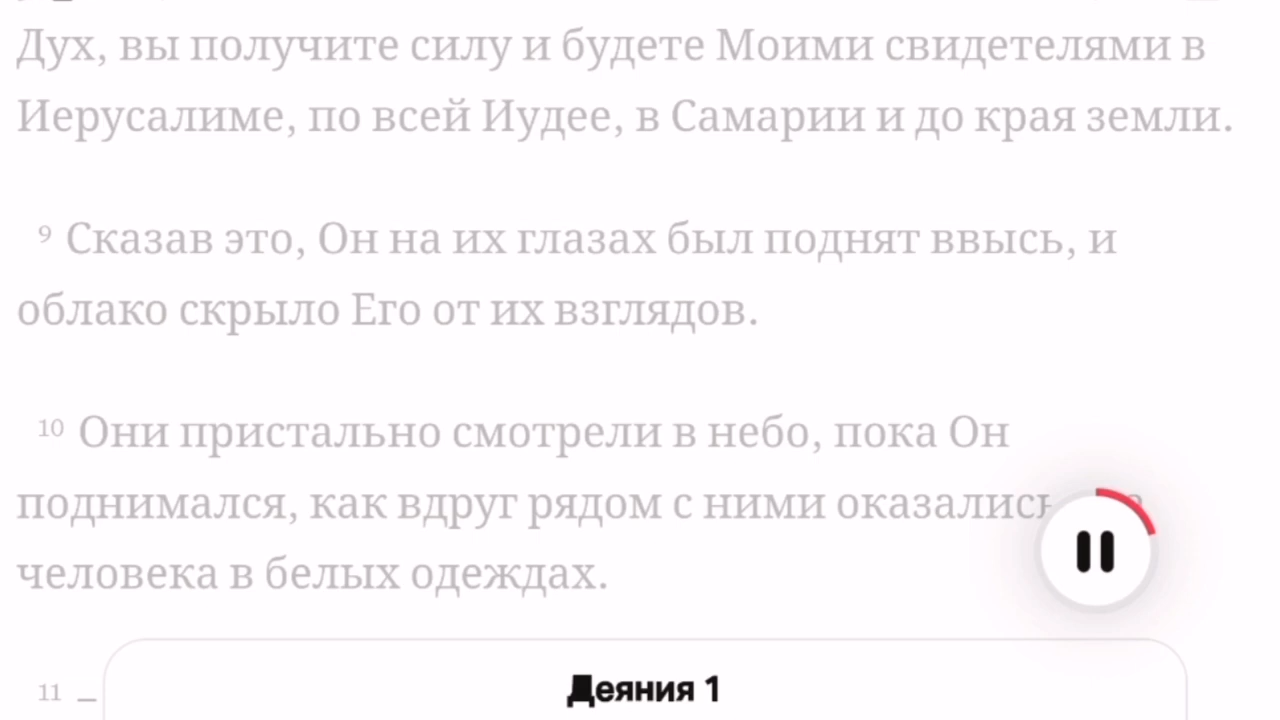 Дух, вы получите силу и будете Моими свидетелями в
Иерусалиме, по всей Иудее, в Самарии и до края земли.
9 Сказав это, Он на их глазах был поднят ввысь, и
облако скрыло Его от их взглядов.
10 Они пристально смотрели в небо, пока Он
поднимался, как вдруг рядом с ними оказались
человека в белых одеждах.
11 –
Деяния 1